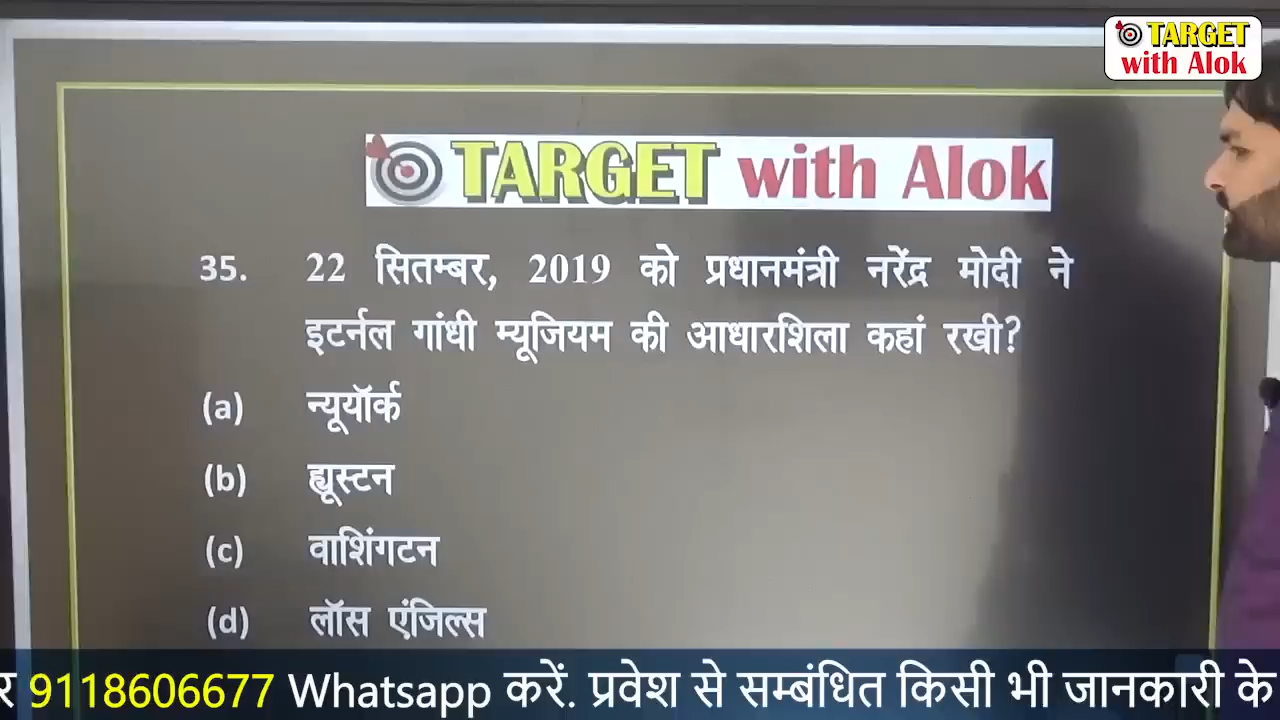 TARGET
with Alok
TARGET with Alok
35. 22 सितम्बर, 2019 को प्रधानमंत्री नरेंद्र मोदी ने
इटर्नल गांधी म्यूजियम की आधारशिला कहां रखी?
(a) न्यूयॉर्क
(b) ह्यूस्टन
(c) वाशिंगटन
(d) लॉस एंजिल्स
र 9118606677 Whatsapp करें. प्रवेश से सम्बंधित किसी भी जानकारी के